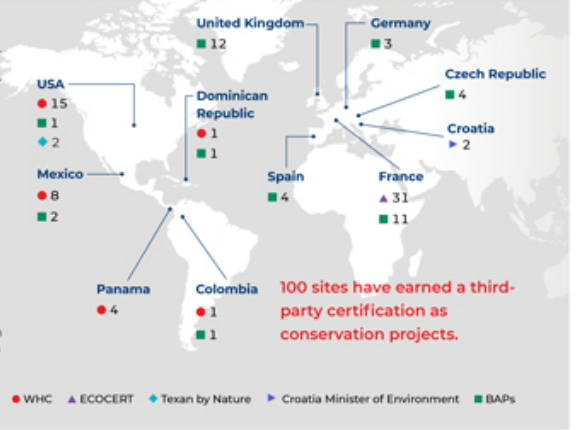 United Kingdom
12
Germany
3
USA
15
1
2
Dominican
Republic
1
1
Czech Republic
4
Croatia
2
Mexico
8
2
Spain
4
France
31
11
Panama
4
Colombia
1
1
100 sites have earned a third-
party certification as
conservation projects.
WHC ECOCERT Texan by Nature Croatia Minister of Environment BAPs